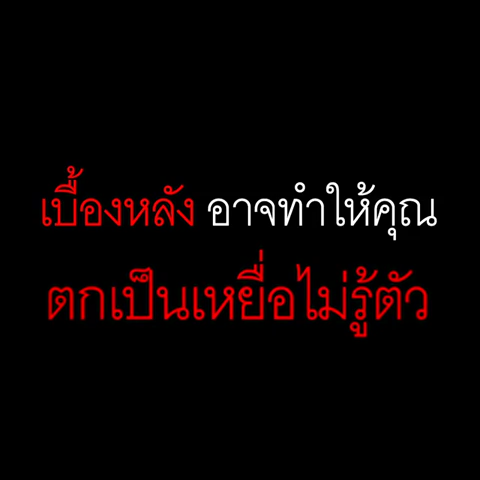 เบื้องหลัง อาจทำให้คุณ
ตกเป็นเหยื่อไม่รู้ตัว